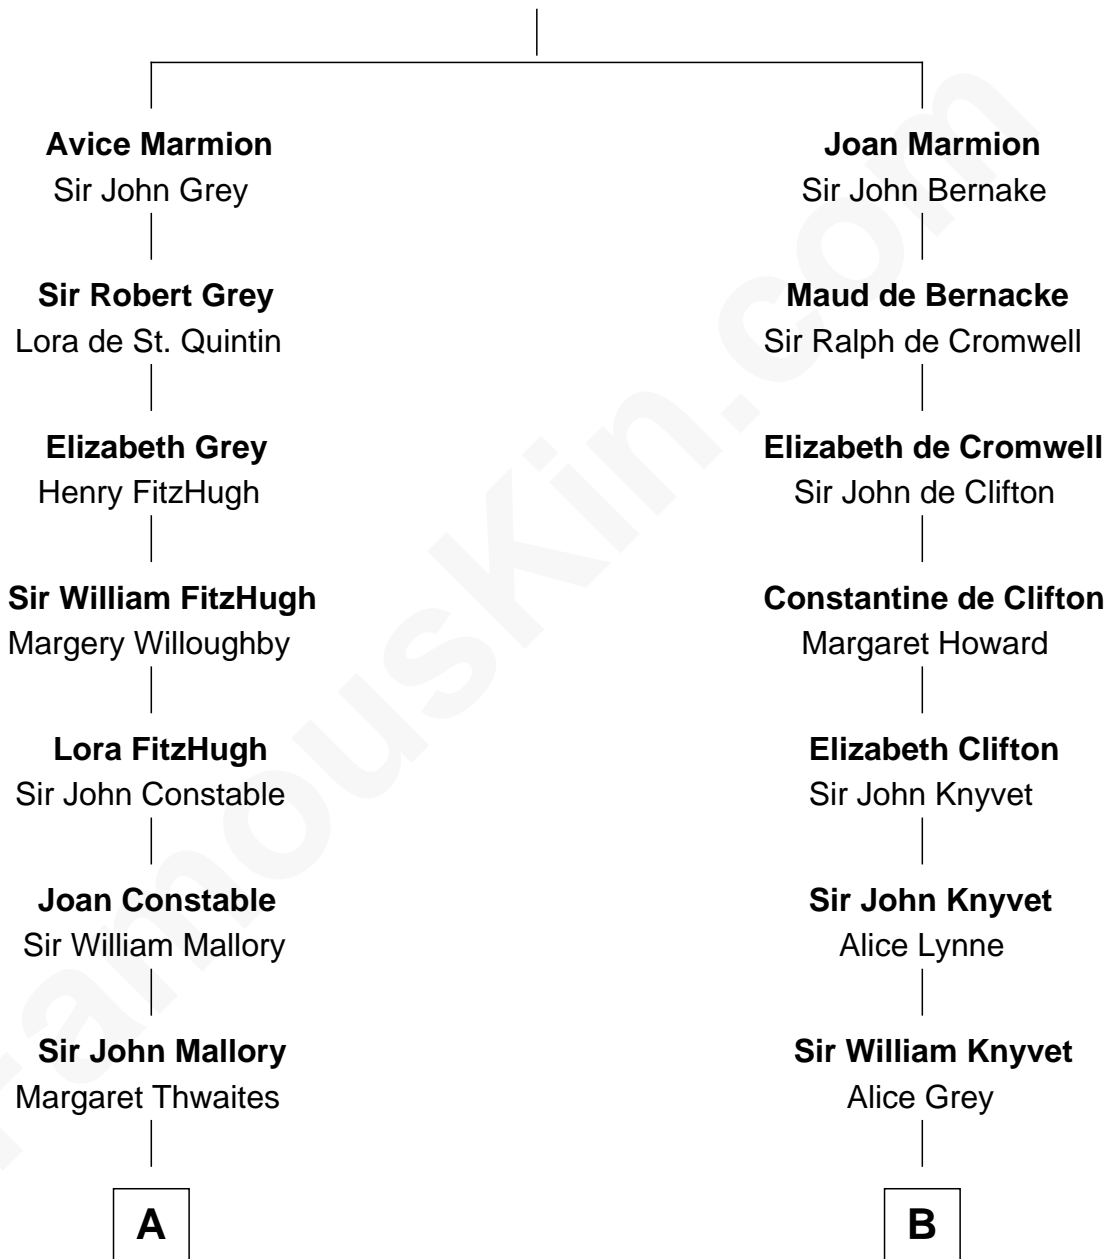 Avice Marmion
Sir John Grey
Sir Robert Grey
Lora de St. Quintin
Elizabeth Grey
Henry FitzHugh
Sir William FitzHugh
Margery Willoughby
Lora FitzHugh
Sir John Constable
Joan Constable
Sir William Mallory
Sir John Mallory
Margaret Thwaites
A
Joan Marmion
Sir John Bernake
Maud de Bernacke
Sir Ralph de Cromwell
Elizabeth de Cromwell
Sir John de Clifton
Constantine de Clifton
Margaret Howard
Elizabeth Clifton
Sir John Knyvet
Sir John Knyvet
Alice Lynne
Sir William Knyvet
Alice Grey
B
FamousKin.com